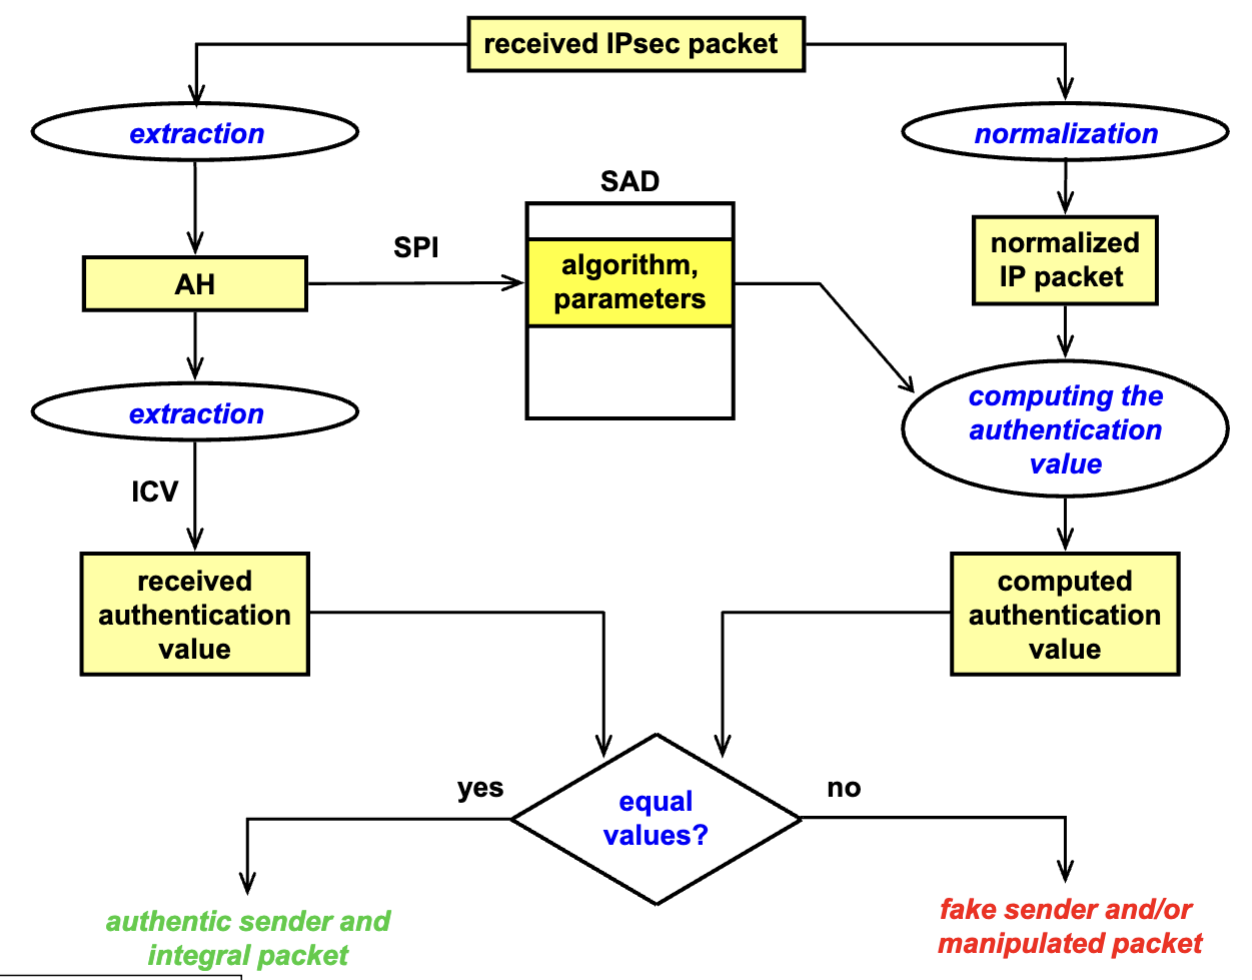 received IPsec packet
extraction
normalization
SAD
SPI
algorithm,
parameters
normalized
IP packet
AH
extraction
computing the
authentication
value
ICV
received
authentication
value
computed
authentication
value
equal
values?
yes
no
authentic sender and
integral packet
fake sender and/or
manipulated packet